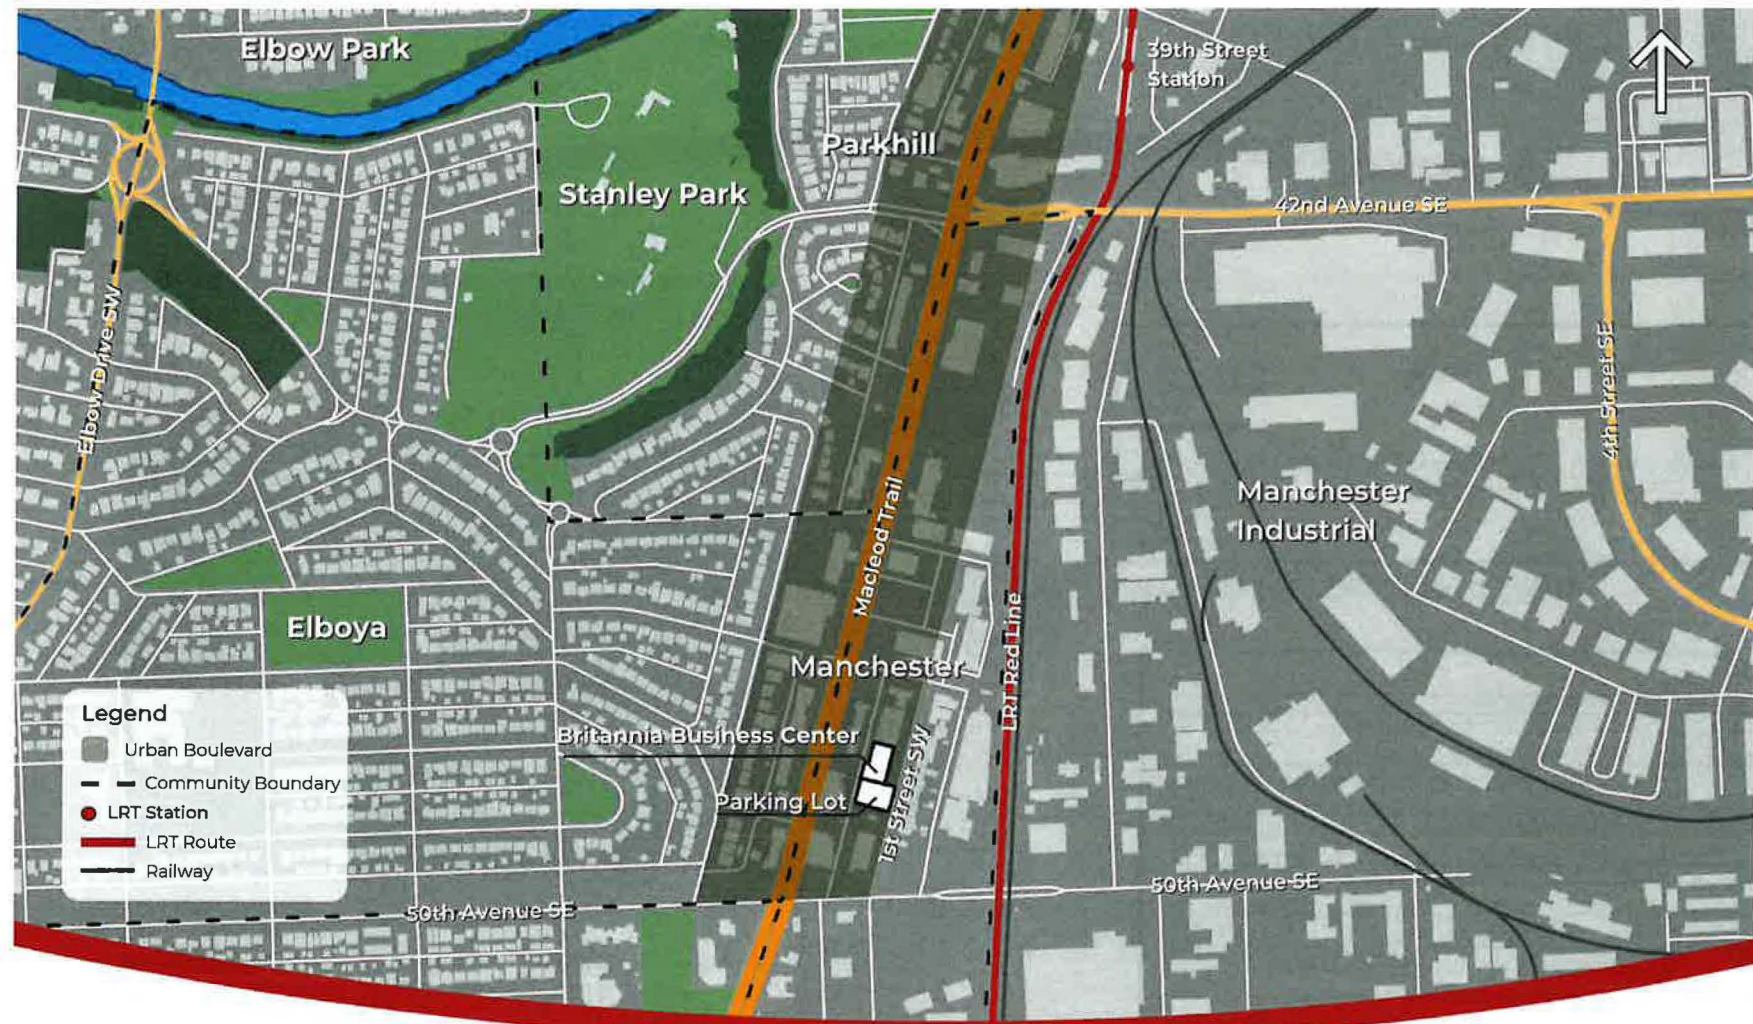 Elbow Park
39th Street
Station
Parkhill
Stanley Park
42nd Avenue SE
Elbow Drive SW
4th Street SE
Macleod Trail
Manchester
Industrial
LRT Red Line
Elboya
Manchester
Britannia Business Center
Parking Lot
1st Street SW
50th Avenue SE
50th Avenue SE
Legend
Urban Boulevard
Community Boundary
LRT Station
LRT Route
Railway